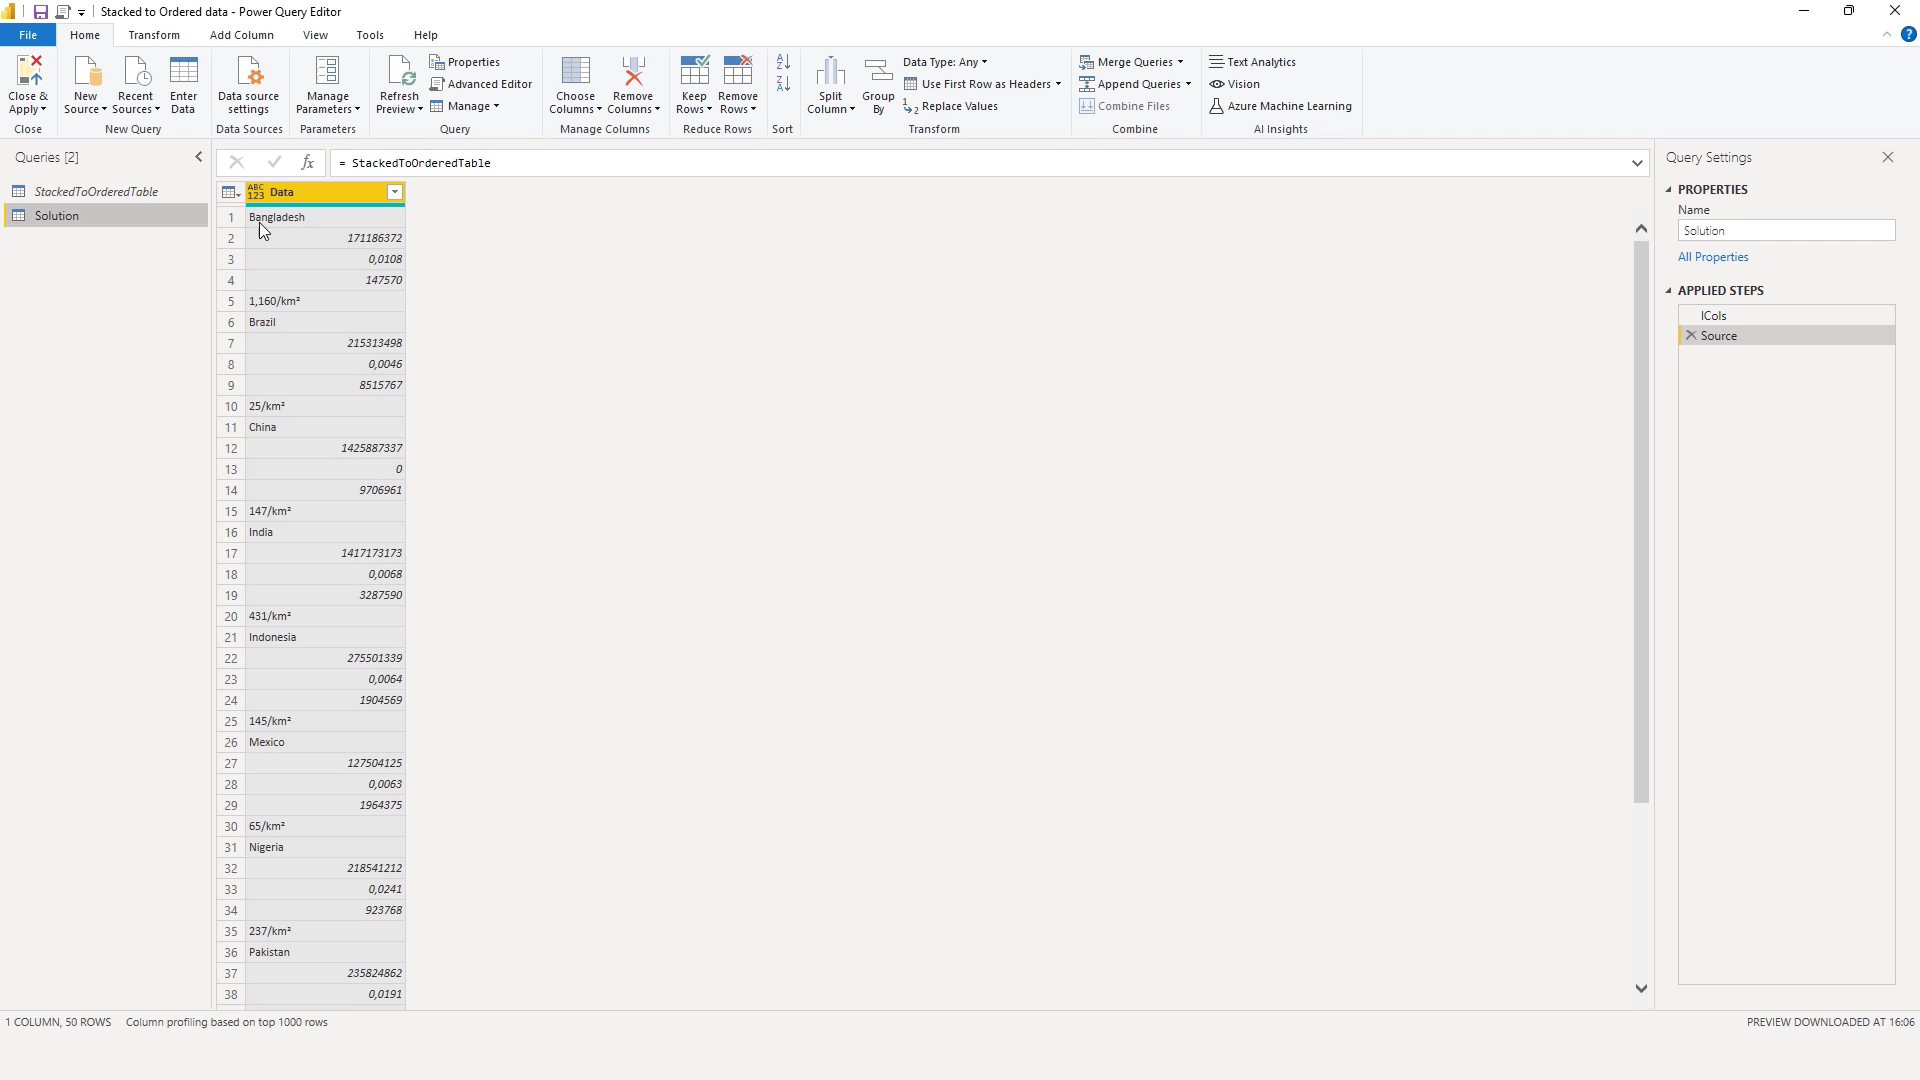 Stacked to Ordered data - Power Query Editor
File Home Transform Add Column View Tools Help
Close & Apply
Close
New Source
Recent Sources
Enter Data
New Query
Data source settings
Data Sources
Manage Parameters
Parameters
Refresh Preview
Properties
Advanced Editor
Manage
Query
Choose Columns
Remove Columns
Manage Columns
Keep Rows
Remove Rows
Reduce Rows
Sort
Split Column
Group By
Data Type: Any
Use First Row as Headers
Replace Values
Transform
Merge Queries
Append Queries
Combine Files
Combine
Text Analytics
Vision
Azure Machine Learning
AI Insights
Queries [2]
StackedToOrderedTable
Solution
fx = StackedToOrderedTable
ABC 123 Data
1 Bangladesh
2 171186372
3 0,0108
4 147570
5 1,160/km²
6 Brazil
7 215313498
8 0,0046
9 8515767
10 25/km²
11 China
12 1425887337
13 0
14 9706961
15 147/km²
16 India
17 1417173173
18 0,0068
19 3287590
20 431/km²
21 Indonesia
22 275501339
23 0,0064
24 1904569
25 145/km²
26 Mexico
27 127504125
28 0,0063
29 1964375
30 65/km²
31 Nigeria
32 218541212
33 0,0241
34 923768
35 237/km²
36 Pakistan
37 235824862
38 0,0191
Query Settings
PROPERTIES
Name
Solution
All Properties
APPLIED STEPS
lCols
Source
1 COLUMN, 50 ROWS Column profiling based on top 1000 rows
PREVIEW DOWNLOADED AT 16:06